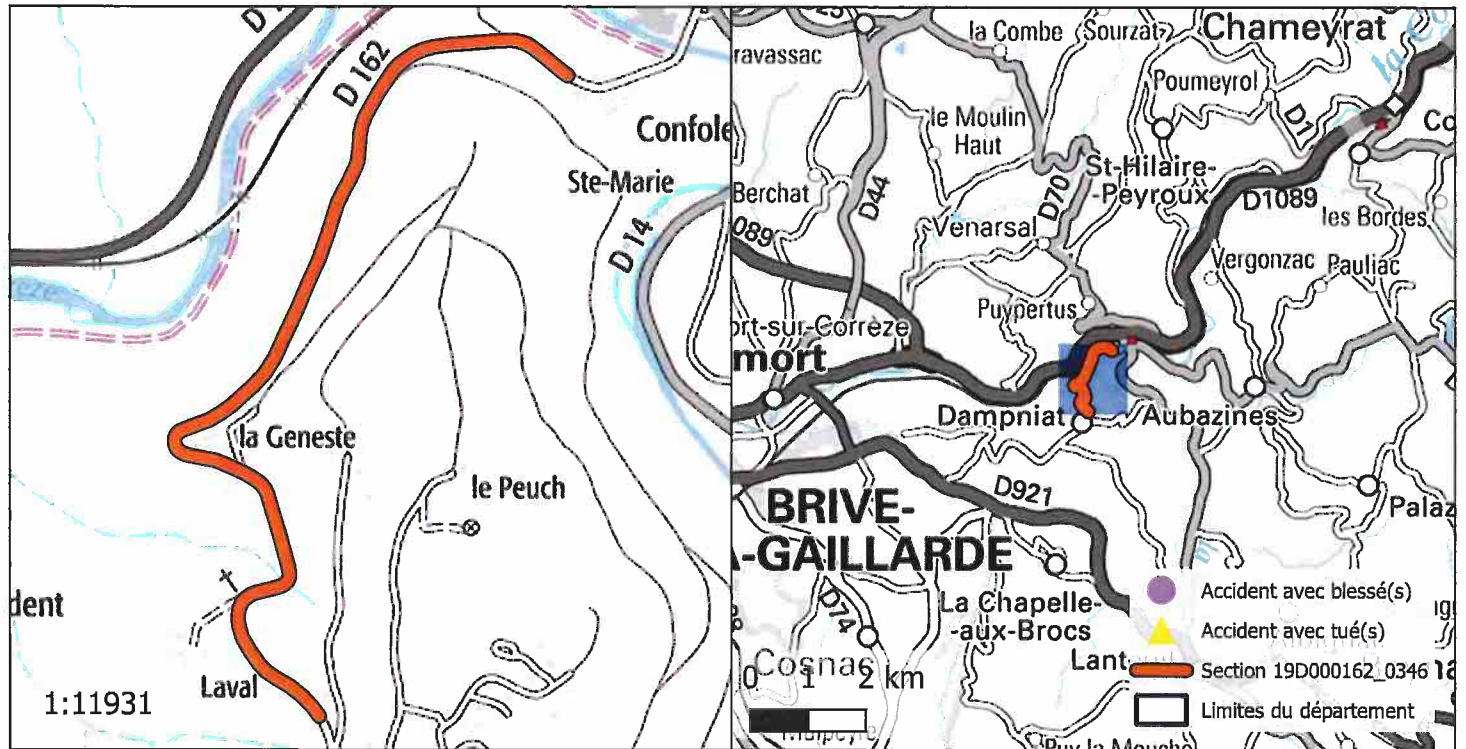 D 162
Confole
Ste-Marie
D 14
la Geneste
le Peuch
dent
Laval
1:11931
la Combe
Sourzat
Chameyrat
ravassac
Poumeyrol
le Moulin
Haut
D1
Co
St-Hilaire-
-Peyroux
Berchat
D44
D70
D1089
les Bordes
089
Venarsal
Vergonzac
Pauliac
Puypertus
ort-sur-Corrèze
mort
Dampniat
Aubazines
D921
BRIVE-
A-GAILLARDE
Palaz
D74
La Chapelle-
-aux-Brocs
Cosnac
Lant
0 1 2 km
Accident avec blessé(s)
Accident avec tué(s)
Section 19D000162_0346
Limites du département